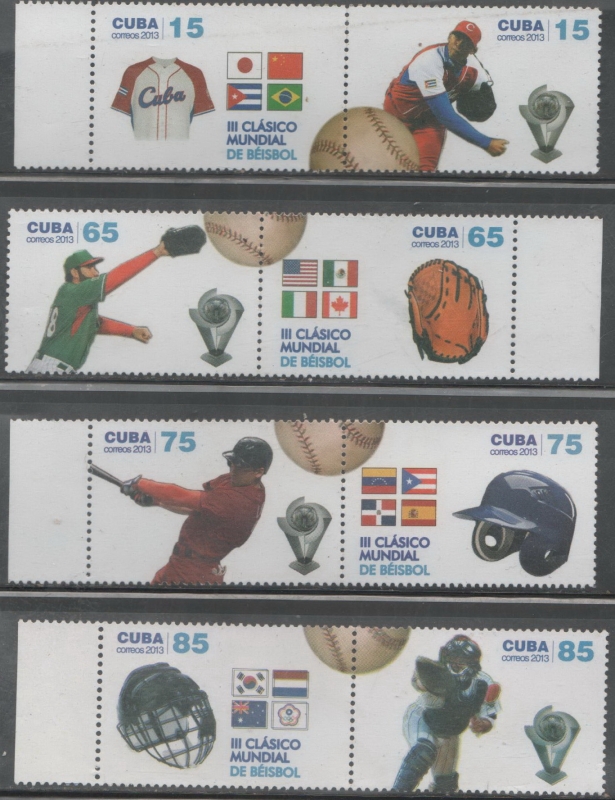 CUBA 15
correos 2013
Cuba
III CLÁSICO
MUNDIAL
DE BÉISBOL
CUBA 15
correos 2013
C
CUBA 65
correos 2013
8
CUBA 65
correos 2013
III CLÁSICO
MUNDIAL
DE BÉISBOL
CUBA 75
correos 2013
CUBA 75
correos 2013
III CLÁSICO
MUNDIAL
DE BÉISBOL
CUBA 85
correos 2013
III CLÁSICO
MUNDIAL
DE BÉISBOL
CUBA 85
correos 2013